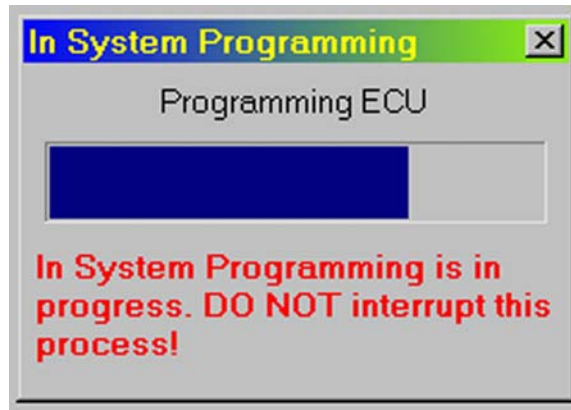 In System Programming
Programming ECU
In System Programming is in
progress. DO NOT interrupt this
process!